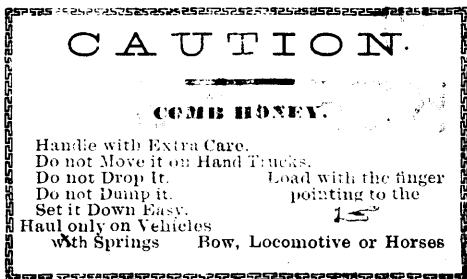 CAUTION.
COMB HONEY.
Handle with Extra Care.
Do not Move it on Hand Trucks.
Do not Drop It. Load with the finger
Do not Dump it. pointing to the
Set it Down Easy.
Haul only on Vehicles
with Springs Bow, Locomotive or Horses